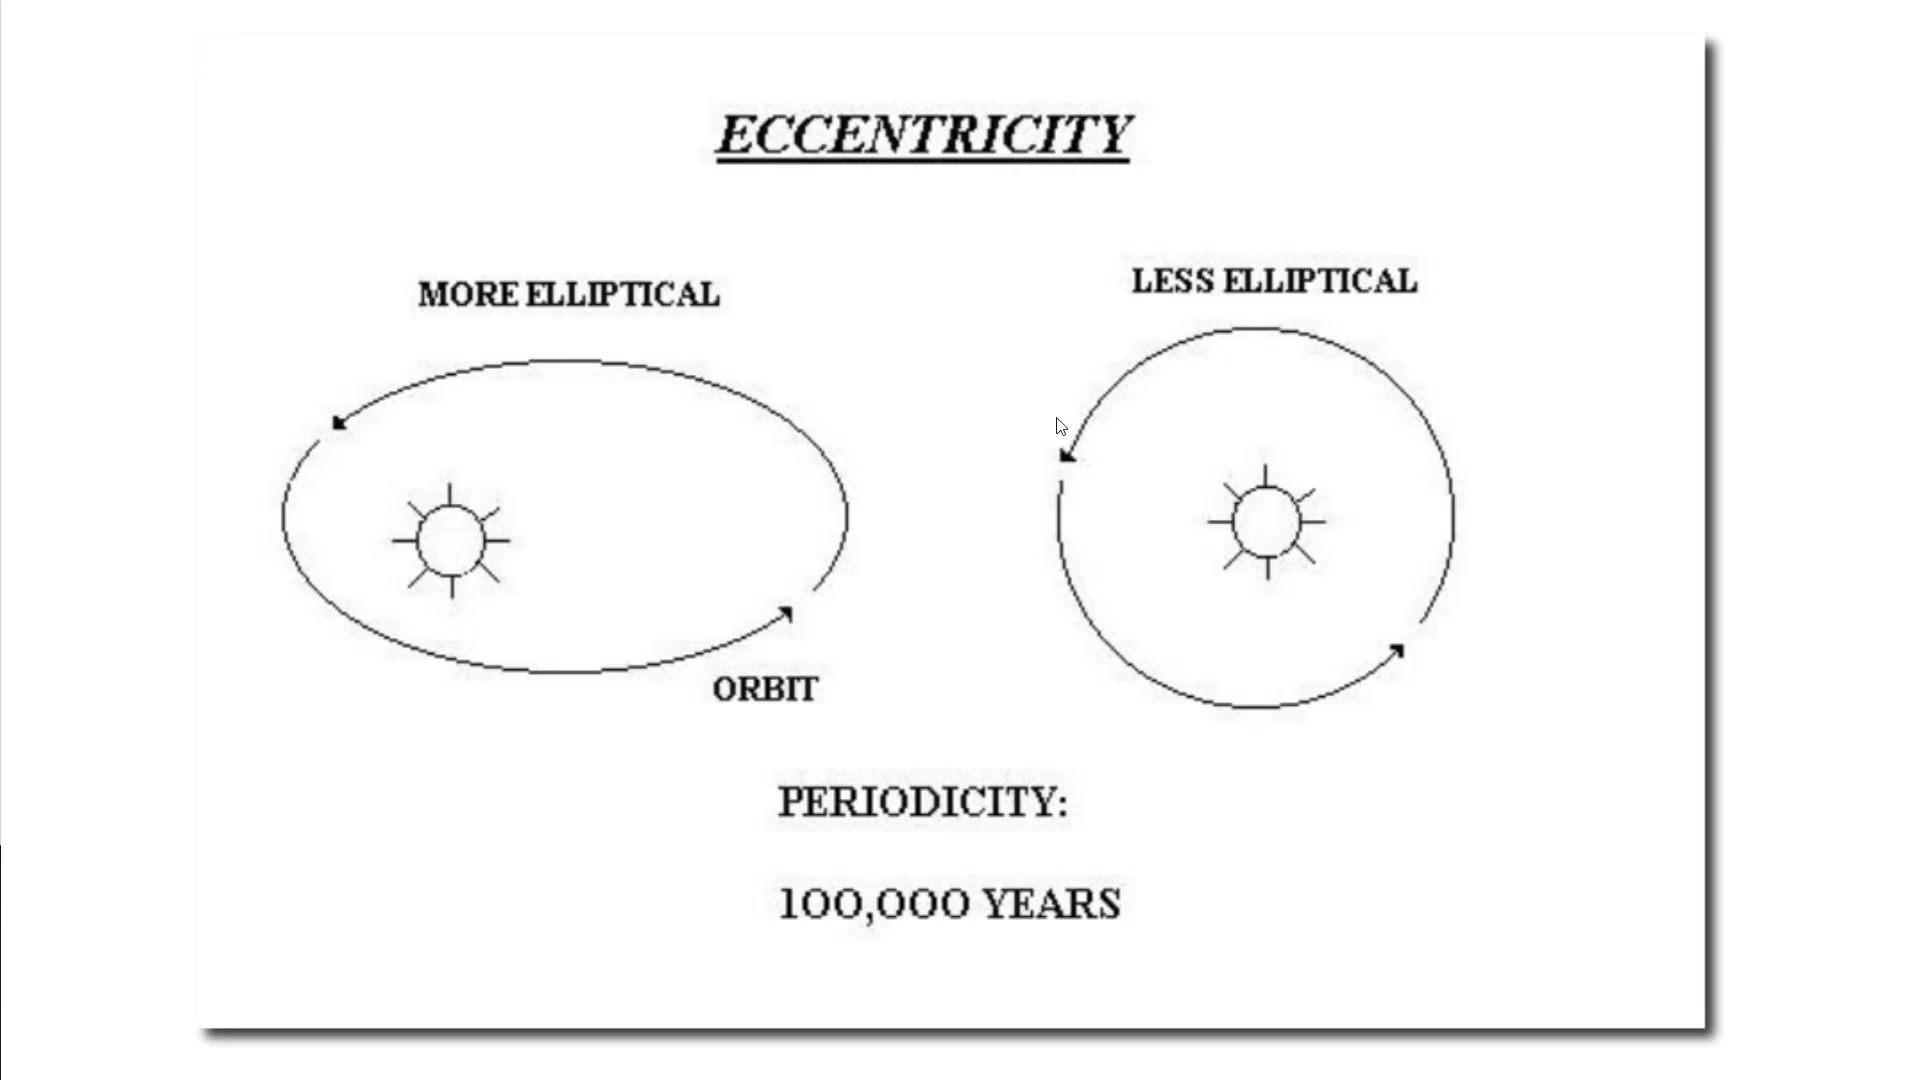 ECCENTRICITY
MORE ELLIPTICAL
LESS ELLIPTICAL
ORBIT
PERIODICITY:
100,000 YEARS